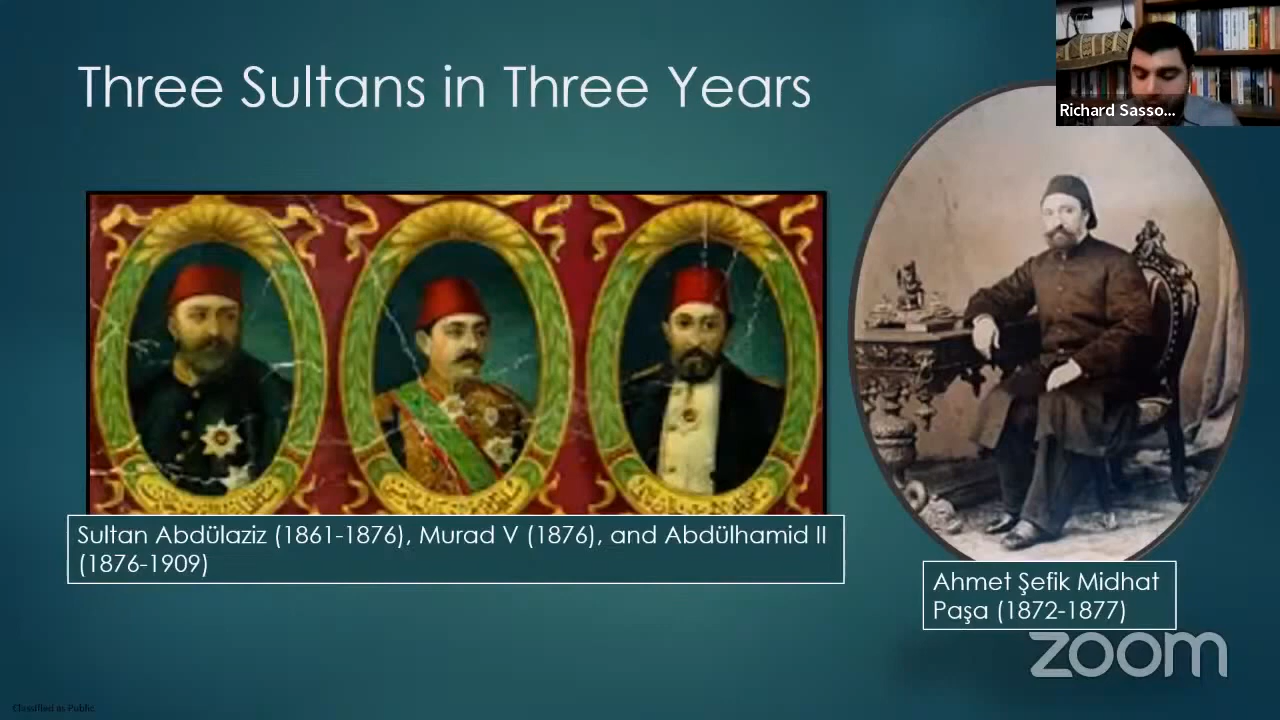 Three Sultans in Three Years
Richard Sasso...
Sultan Abdülaziz (1861-1876), Murad V (1876), and Abdülhamid II
(1876-1909)
Ahmet Şefik Midhat
Paşa (1872-1877)
zoom
Classified as Public